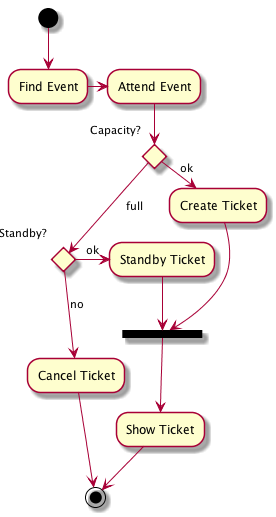 Find Event
Attend Event
Capacity?
ok
Create Ticket
full
Standby?
ok
Standby Ticket
no
Cancel Ticket
Show Ticket